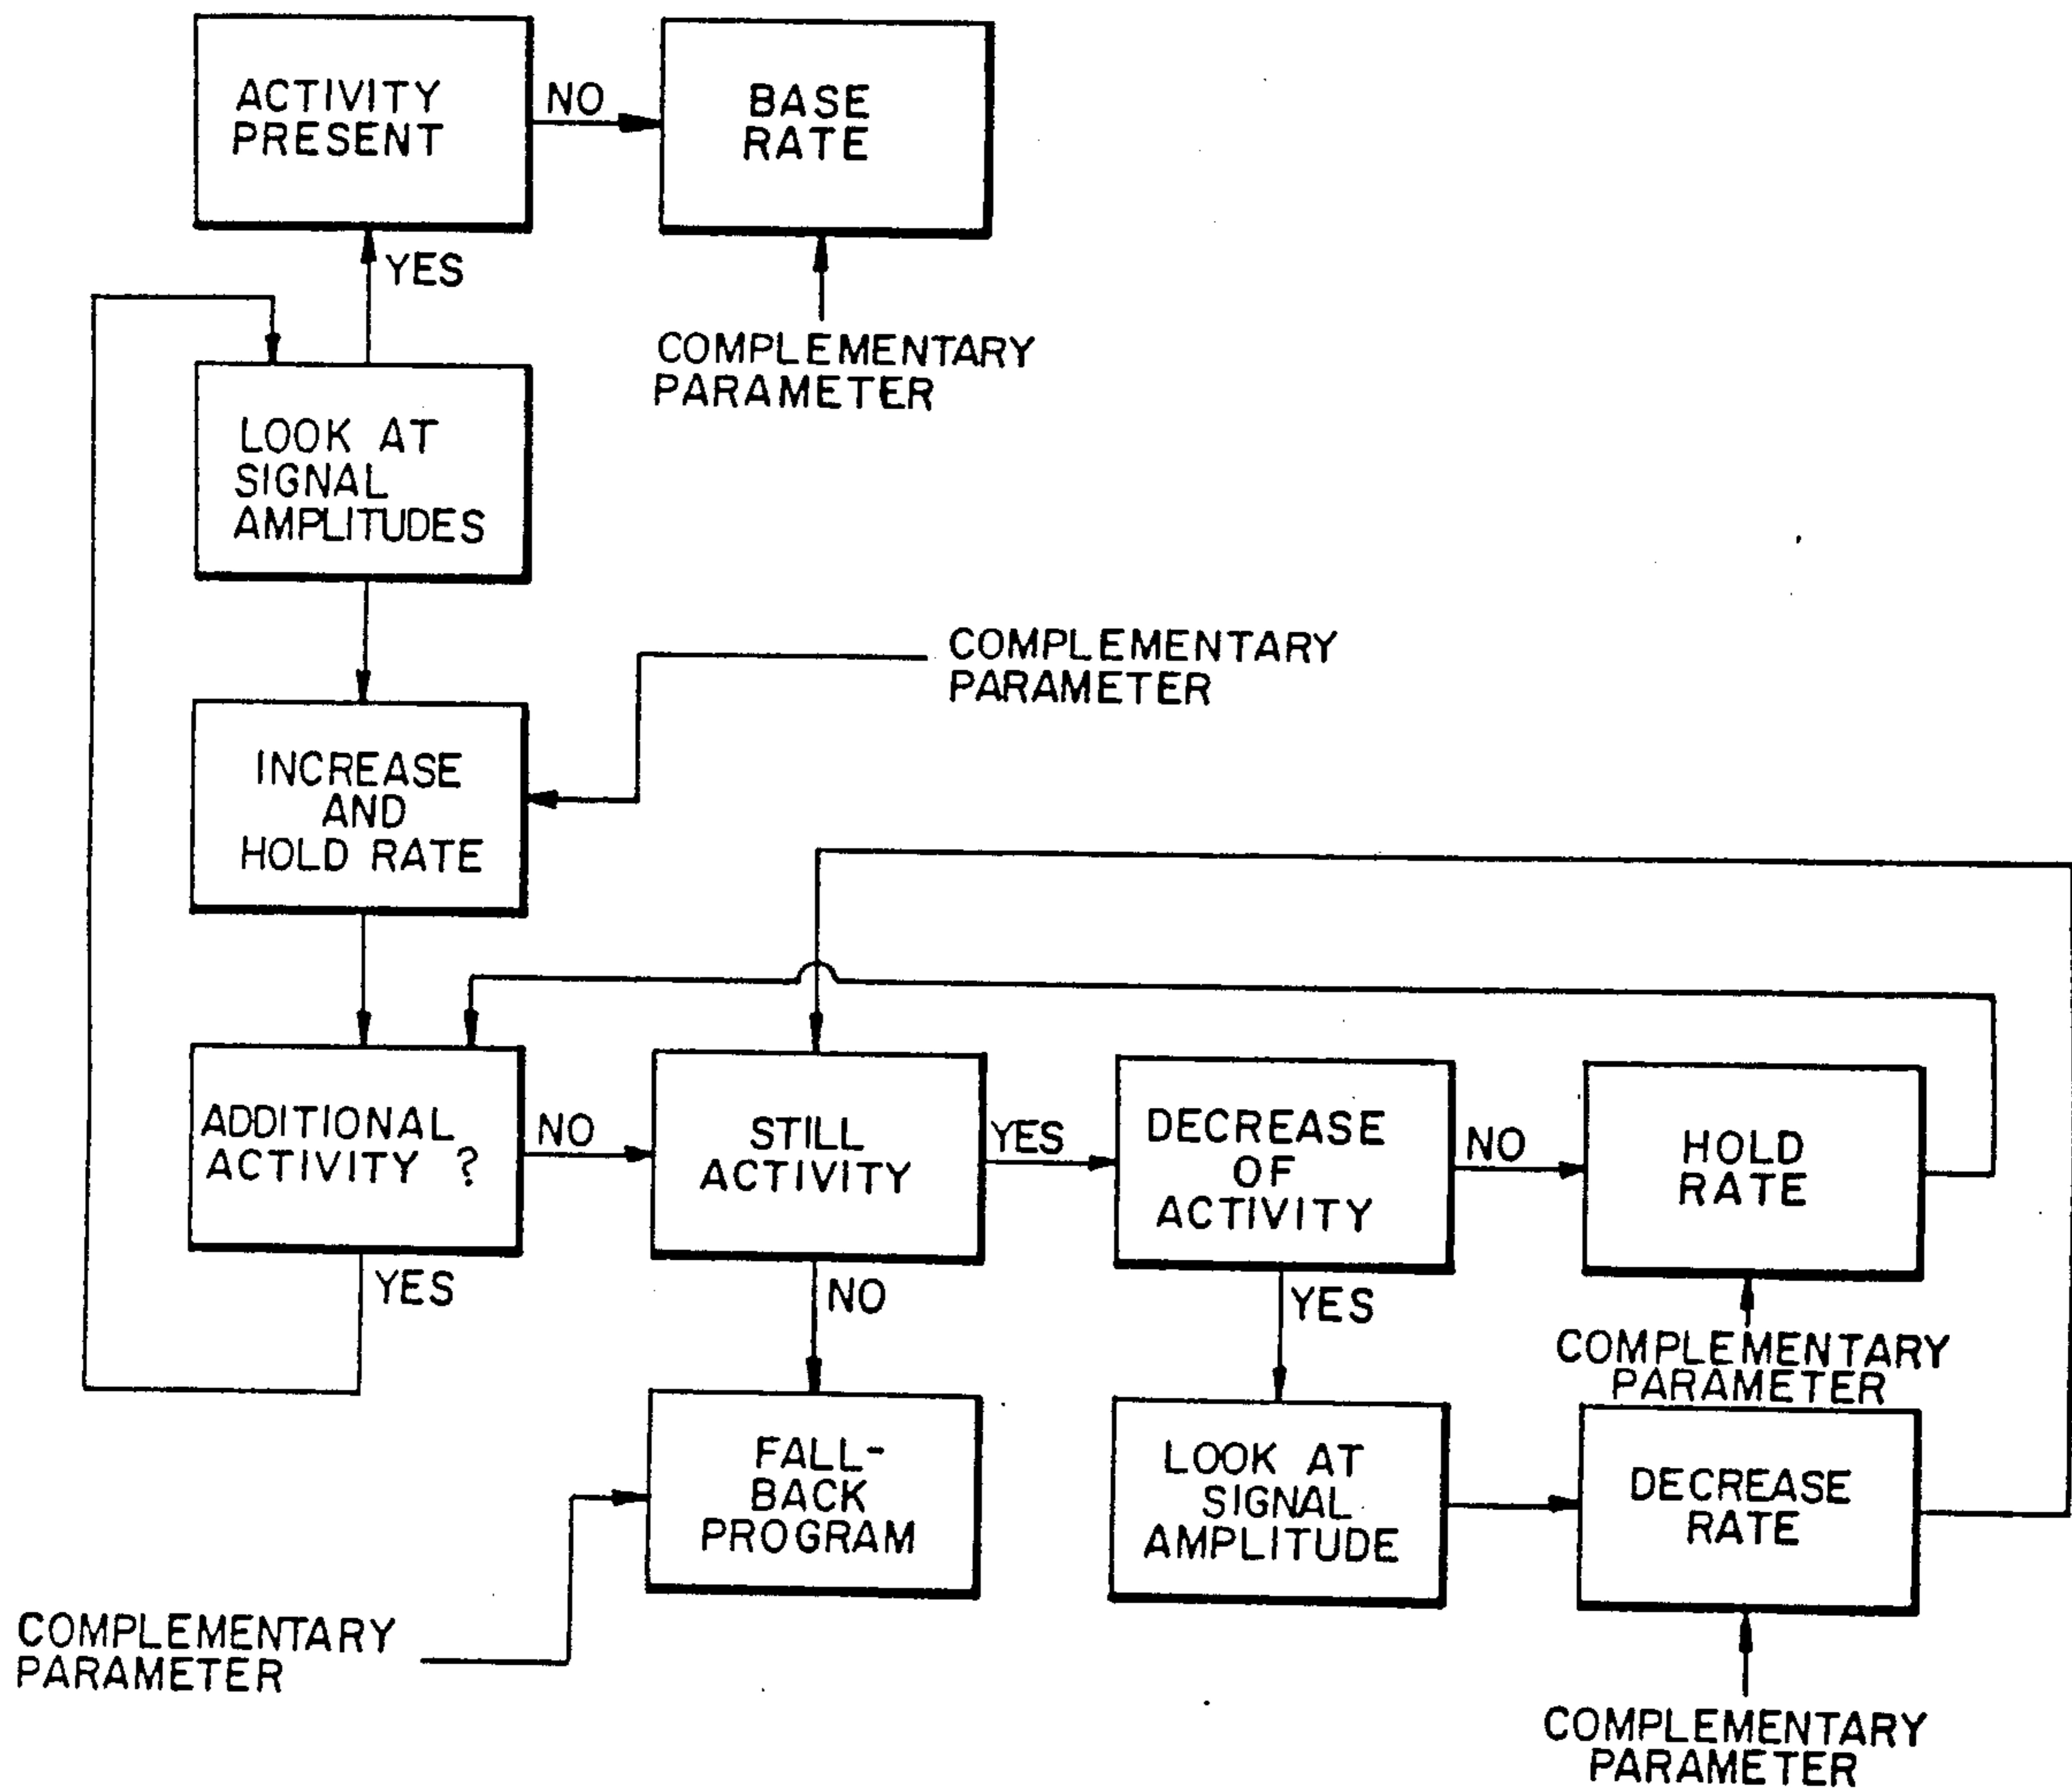 ACTIVITY
PRESENT
NO
BASE
RATE
YES
COMPLEMENTARY
PARAMETER
LOOK AT
SIGNAL
AMPLITUDES
COMPLEMENTARY
PARAMETER
INCREASE
AND
HOLD RATE
ADDITIONAL
ACTIVITY ?
NO
STILL
ACTIVITY
YES
DECREASE
OF
ACTIVITY
NO
HOLD
RATE
YES
NO
YES
COMPLEMENTARY
PARAMETER
FALL-
BACK
PROGRAM
LOOK AT
SIGNAL
AMPLITUDE
DECREASE
RATE
COMPLEMENTARY
PARAMETER
COMPLEMENTARY
PARAMETER